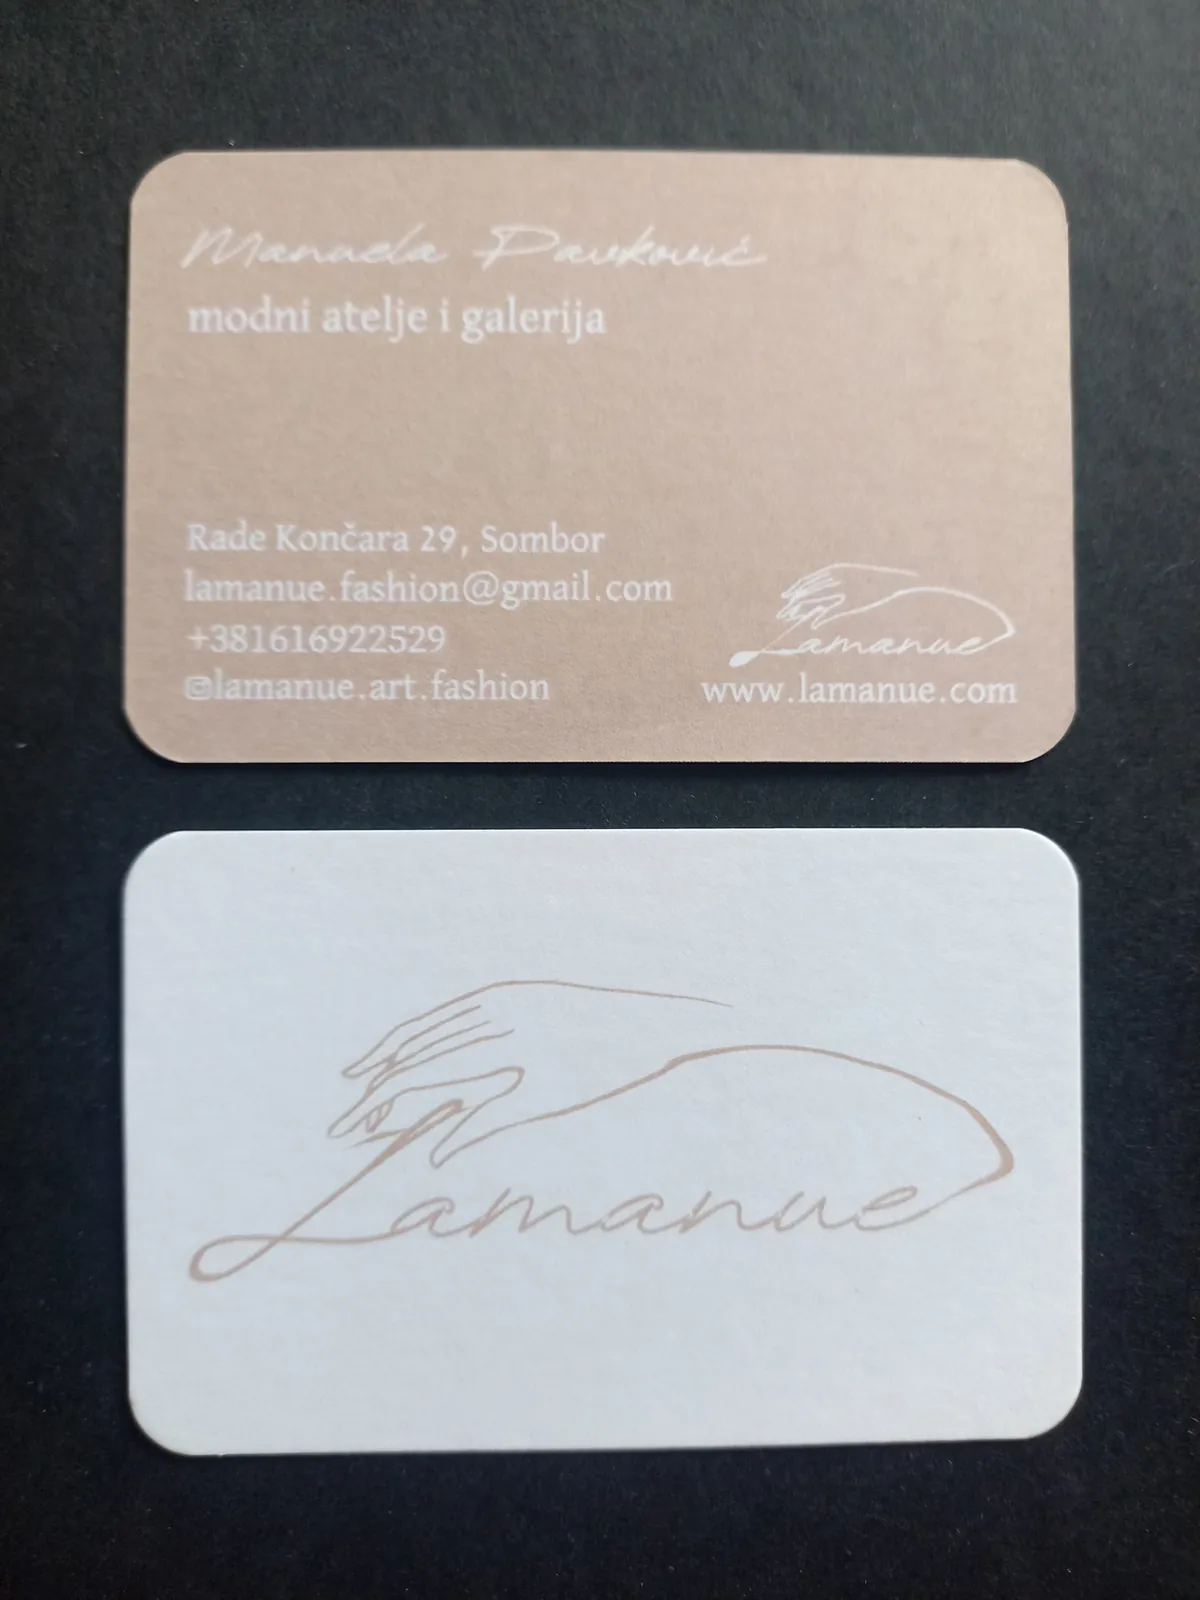 Manuela Pavković
modni atelje i galerija
Rade Končara 29, Sombor
lamanue.fashion@gmail.com
+381616922529
@lamanue.art.fashion
Lamanue
www.lamanue.com
Lamanue